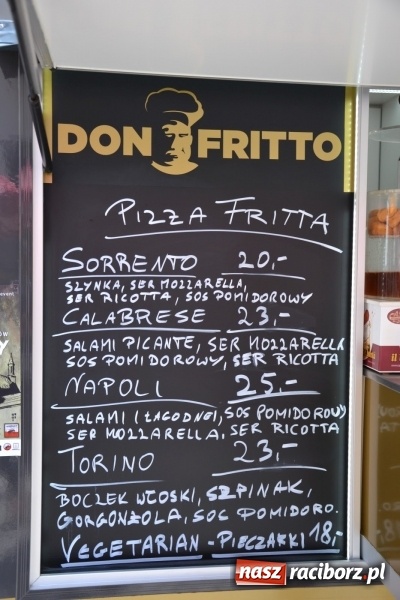 DON FRITTO
PIZZA FRITTA
SORRENTO 20,-
SZYNKA, SER MOZZARELLA,
SER RICOTTA, SOS POMIDOROWY
CALABRESE 23,-
SALAMI PICANTE, SER MOZZARELLA
SOS POMIDOROWY, SER RICOTTA
NAPOLI 25,-
SALAMI (ŁAGODNE), SOS POMIDOROWY
SER MOZZARELLA, SER RICOTTA
TORINO 23,-
BOCZEK WŁOSKI, SZPINAK,
GORGONZOLA, SOC POMIDORO.
VEGETARIAN - PIECZARKI 18,-
nasz raciborz.pl